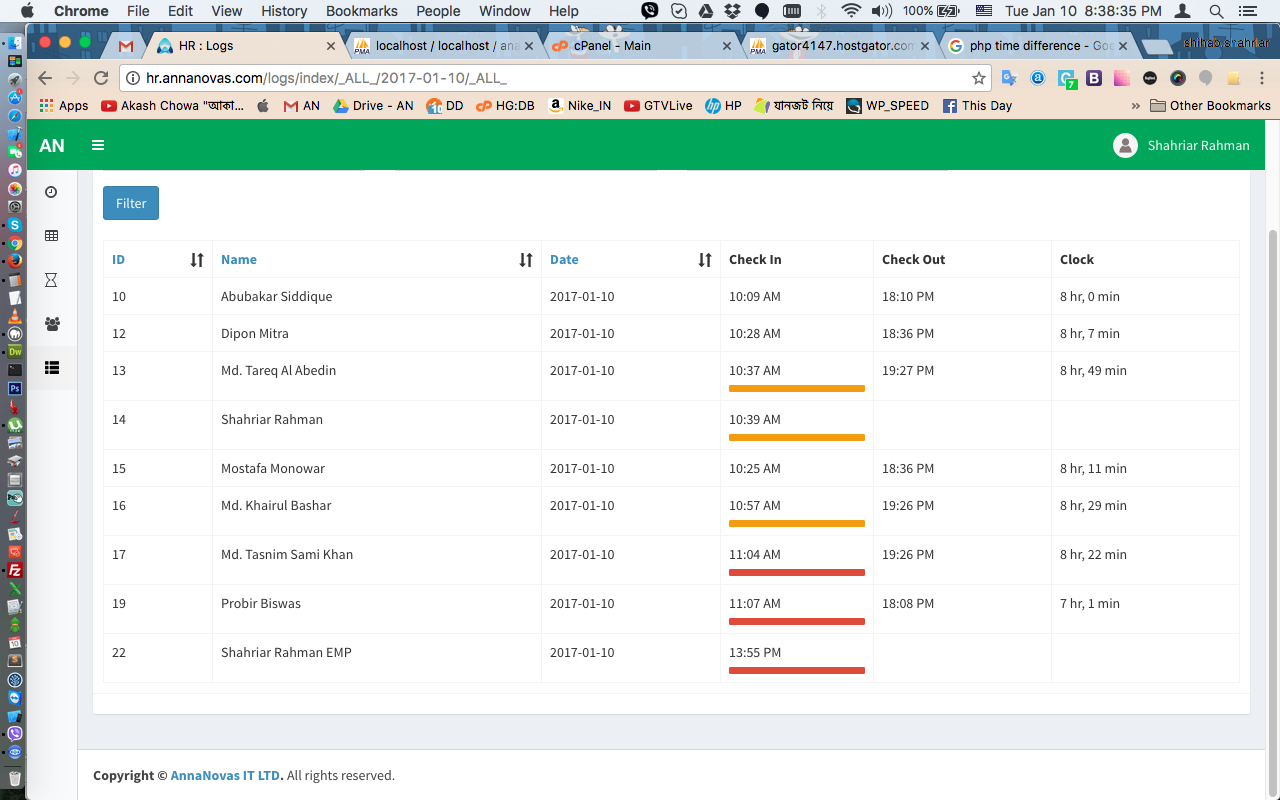 Chrome File Edit View History Bookmarks People Window Help 100% Tue Jan 10 8:38:35 PM
HR : Logs localhost / localhost / ana cPanel - Main gator4147.hostgator.com php time difference - Goo shihab shahriar
hr.annanovas.com/logs/index/_ALL_/2017-01-10/_ALL_
Apps Akash Chowa "আকা... AN Drive - AN DD HG:DB Nike_IN GTVLive HP যানজট নিয়ে WP_SPEED This Day » Other Bookmarks
AN Shahriar Rahman
Filter
ID Name Date Check In Check Out Clock
10 Abubakar Siddique 2017-01-10 10:09 AM 18:10 PM 8 hr, 0 min
12 Dipon Mitra 2017-01-10 10:28 AM 18:36 PM 8 hr, 7 min
13 Md. Tareq Al Abedin 2017-01-10 10:37 AM 19:27 PM 8 hr, 49 min
14 Shahriar Rahman 2017-01-10 10:39 AM
15 Mostafa Monowar 2017-01-10 10:25 AM 18:36 PM 8 hr, 11 min
16 Md. Khairul Bashar 2017-01-10 10:57 AM 19:26 PM 8 hr, 29 min
17 Md. Tasnim Sami Khan 2017-01-10 11:04 AM 19:26 PM 8 hr, 22 min
19 Probir Biswas 2017-01-10 11:07 AM 18:08 PM 7 hr, 1 min
22 Shahriar Rahman EMP 2017-01-10 13:55 PM
Copyright © AnnaNovas IT LTD. All rights reserved.